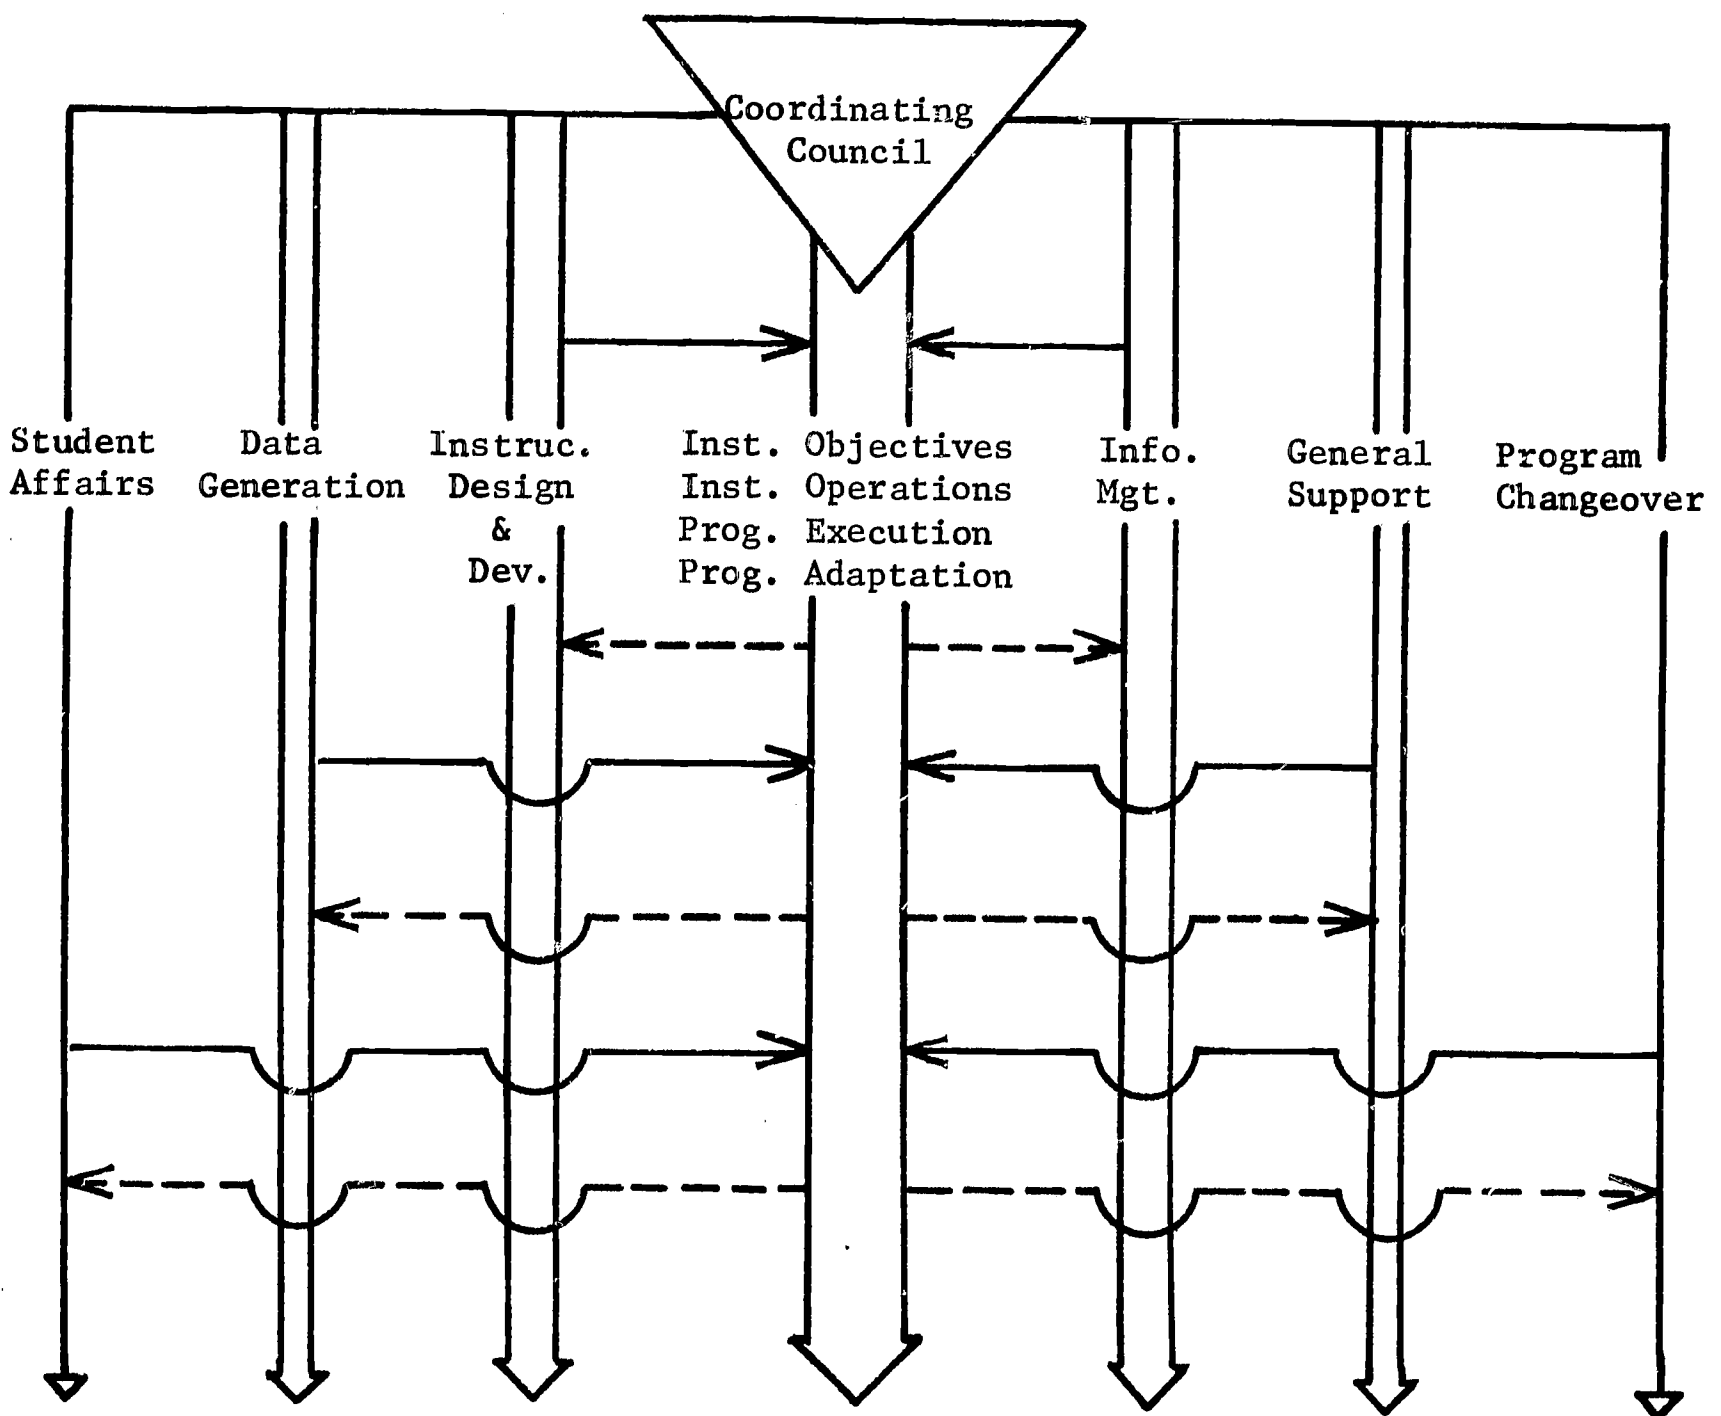 Coordinating
Council
Student
Affairs
Data
Generation
Instruc.
Design
&
Dev.
Inst. Objectives
Inst. Operations
Prog. Execution
Prog. Adaptation
Info.
Mgt.
General
Support
Program
Changeover